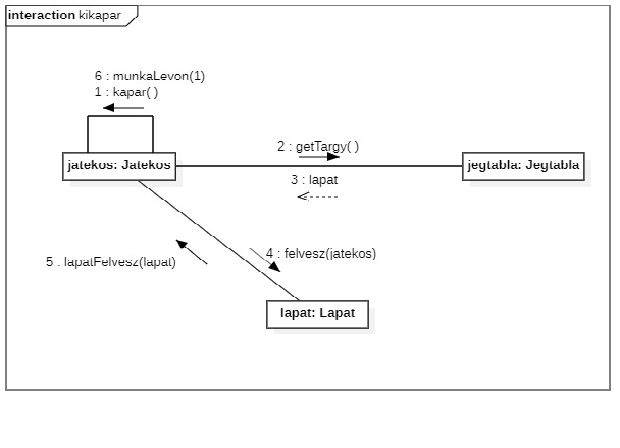 interaction kikapar
6 : munkaLevon(1)
1 : kapar( )
2 : getTargy( )
jatekos: Jatekos
jegtabla: Jegtabla
3 : lapat
4 : felvesz(jatekos)
5 : lapatFelvesz(lapat)
lapat: Lapat